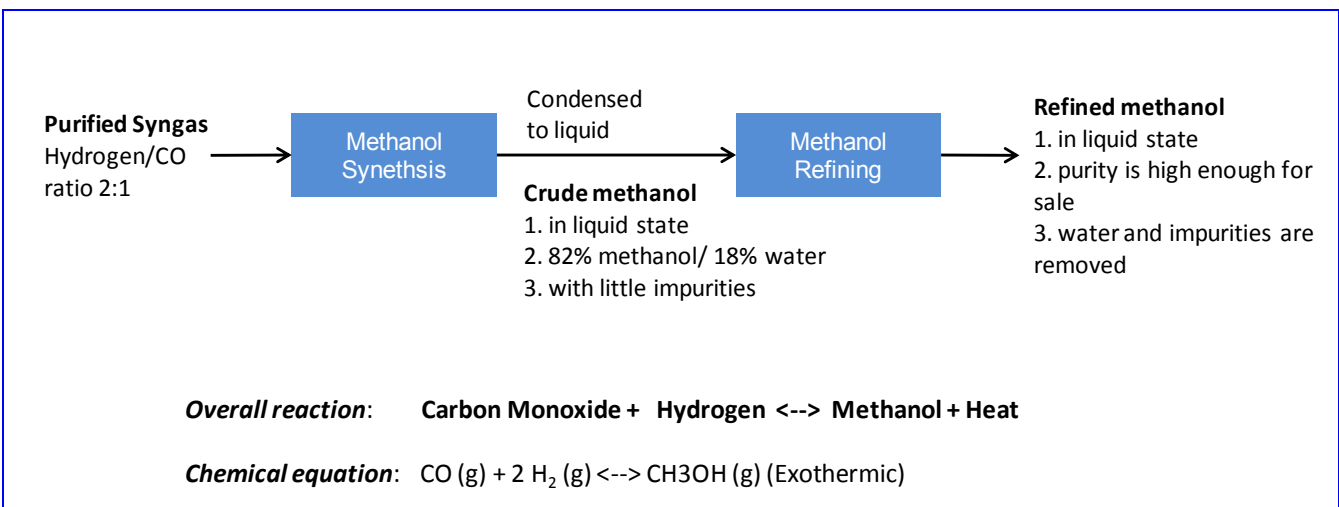 Purified Syngas
Hydrogen/CO
ratio 2:1
Methanol
Synethsis
Condensed
to liquid
Crude methanol
1. in liquid state
2. 82% methanol/ 18% water
3. with little impurities
Methanol
Refining
Refined methanol
1. in liquid state
2. purity is high enough for
sale
3. water and impurities are
removed
Overall reaction: Carbon Monoxide + Hydrogen <--> Methanol + Heat
Chemical equation: CO (g) + 2 H₂ (g) <--> CH3OH (g) (Exothermic)